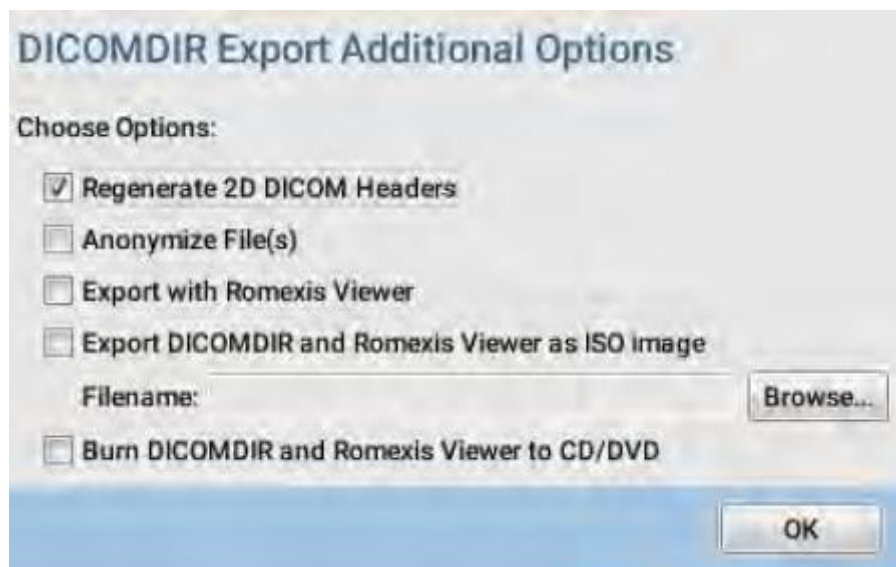 DICOMDIR Export Additional Options
Choose Options:
Regenerate 2D DICOM Headers
Anonymize File(s)
Export with Romexis Viewer
Export DICOMDIR and Romexis Viewer as ISO image
Filename:
Browse...
Burn DICOMDIR and Romexis Viewer to CD/DVD
OK